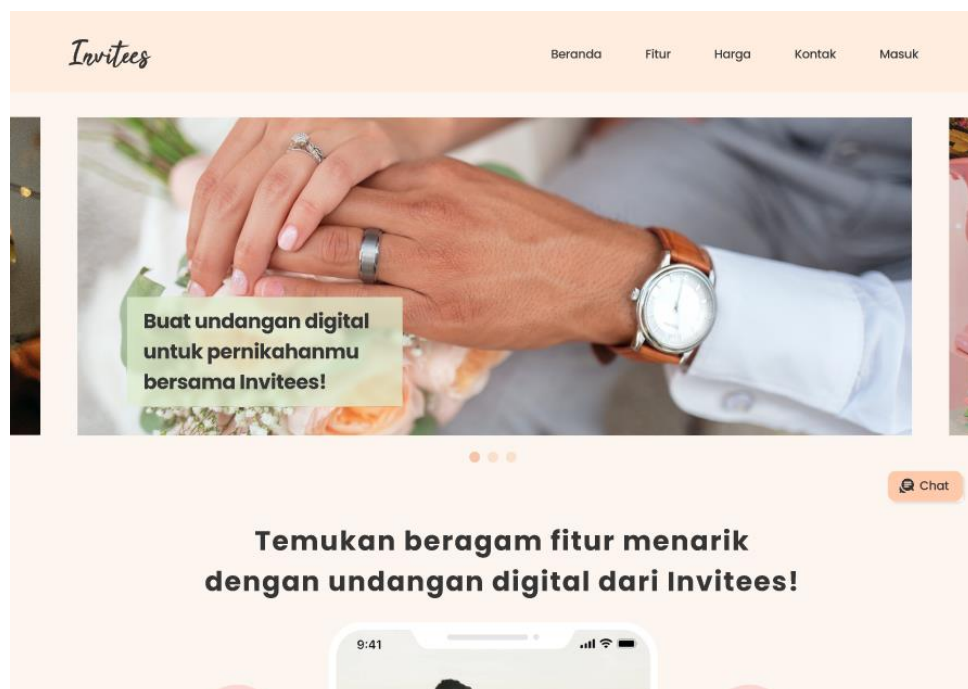 Invitees
Beranda Fitur Harga Kontak Masuk
Buat undangan digital
untuk pernikahanmu
bersama Invitees!
Chat
Temukan beragam fitur menarik
dengan undangan digital dari Invitees!
9:41